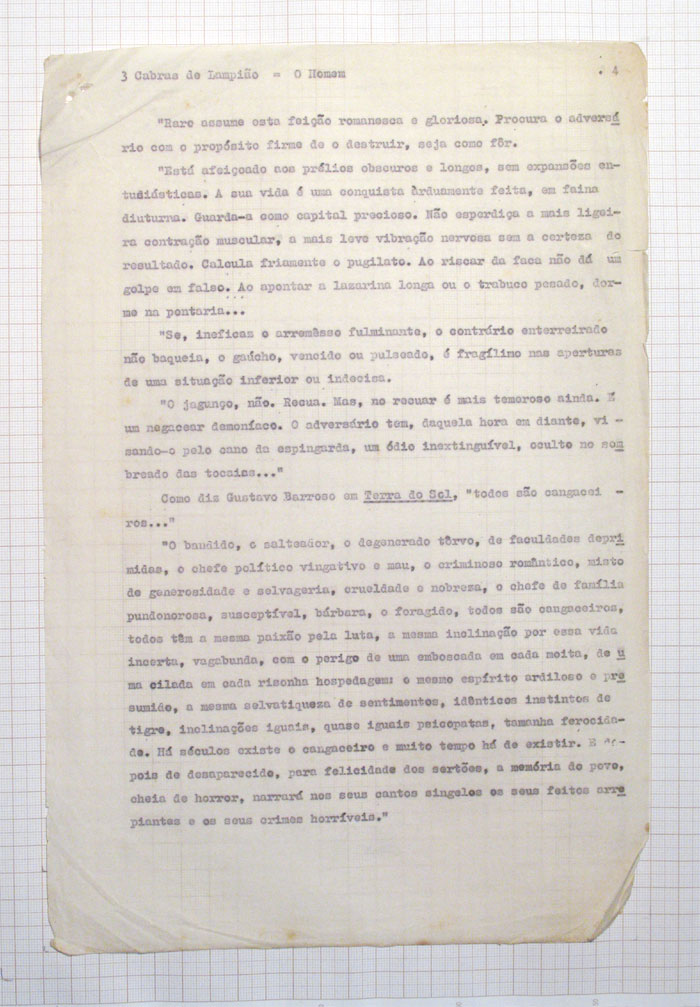 3 Cabras de Lampião = O Homem . 4
"Raro assume esta feição romanesca e gloriosa. Procura o adversá
rio com o propósito firme de o destruir, seja como fôr.
"Está afeiçoado aos prélios obscuros e longos, sem expansões en-
tusiásticas. A sua vida é uma conquista àrduamente feita, em faina
diuturna. Guarda-a como capital precioso. Não esperdiça a mais ligei-
ra contração muscular, a mais leve vibração nervosa sem a certeza do
resultado. Calcula friamente o pugilato. Ao riscar da faca não dá um
golpe em falso. Ao apontar a lazarina longa ou o trabuco pesado, dor-
me na pontaria...
"Se, ineficas o arremêsso fulminante, o contrário enterreirado
não baqueia, o gaúcho, vencido ou pulseado, é fragílimo nas aperturas
de uma situação inferior ou indecisa.
"O jagunço, não. Recua. Mas, no recuar é mais temeroso ainda. É
um negacear demoníaco. O adversário tem, daquela hora em diante, vi -
sando-o pelo cano da espingarda, um ódio inextinguível, oculto no som
breado das tocaias..."
Como diz Gustavo Barroso em Terra do Sol, "todos são cangacei -
ros..."
"O bandido, o salteador, o degenerado tôrvo, de faculdades depri
midas, o chefe político vingativo e mau, o criminoso romântico, misto
de generosidade e selvageria, crueldade e nobreza, o chefe de família
pundonorosa, susceptível, bárbara, o foragido, todos são cangaceiros,
todos têm a mesma paixão pela luta, a mesma inclinação por essa vida
incerta, vagabunda, com o perigo de uma emboscada em cada moita, de u
ma cilada em cada risonha hospedagem: o mesmo espírito ardiloso e pre
sumido, a mesma selvatiqueza de sentimentos, idênticos instintos de
tigre, inclinações iguais, quase iguais psicópatas, tamanha ferocida-
de. Há séculos existe o cangaceiro e muito tempo há de existir. E de-
pois de desaparecido, para felicidade dos sertões, a memória do povo,
cheia de horror, narrará nos seus cantos singelos os seus feitos arre
piantes e os seus crimes horríveis."